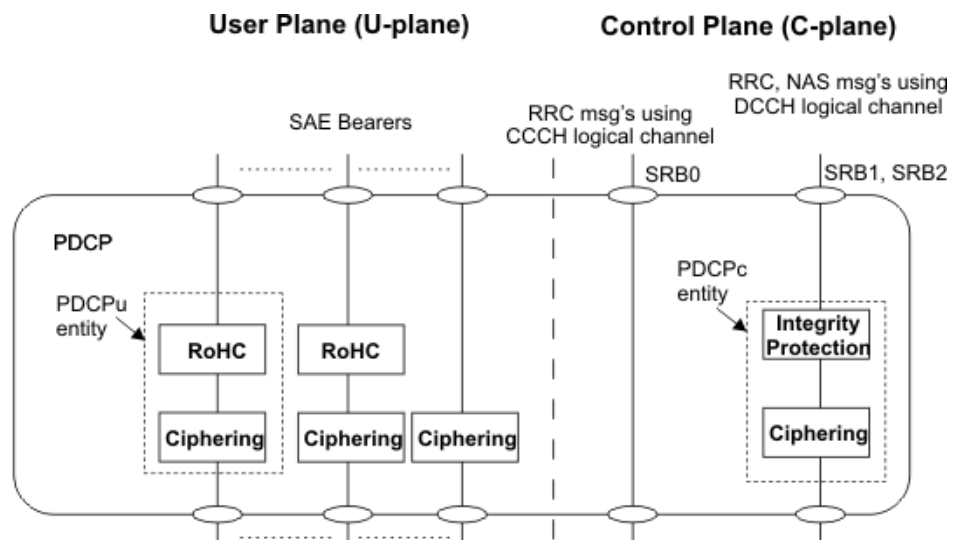 User Plane (U-plane)
Control Plane (C-plane)
RRC, NAS msg's using
DCCH logical channel
SAE Bearers
RRC msg's using
CCCH logical channel
SRB0
SRB1, SRB2
PDCP
PDCPu
entity
PDCPc
entity
RoHC
RoHC
Integrity
Protection
Ciphering
Ciphering
Ciphering
Ciphering